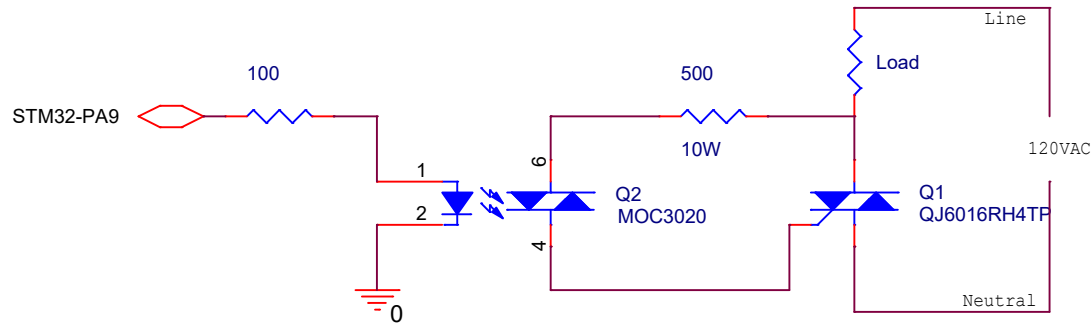 Line
100
500
Load
STM32-PA9
10W
120VAC
1
6
Q2
MOC3020
Q1
QJ6016RH4TP
2
4
0
Neutral